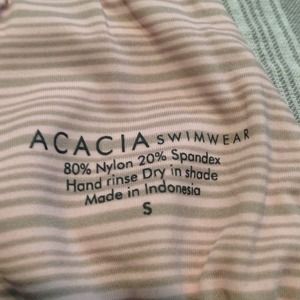 ACACIA SWIMWEAR
80% Nylon 20% Spandex
Hand rinse Dry in shade
Made in Indonesia
S